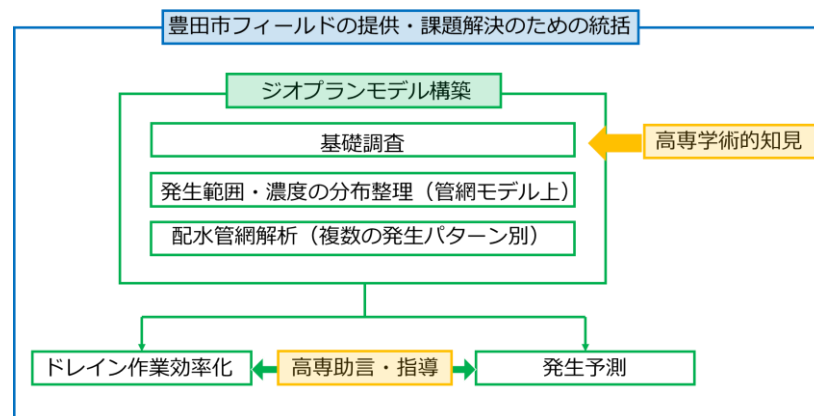 豊田市フィールドの提供・課題解決のための統括
ジオプランモデル構築
基礎調査
高専学術的知見
発生範囲・濃度の分布整理（管網モデル上）
配水管網解析（複数の発生パターン別）
ドレイン作業効率化
高専助言・指導
発生予測